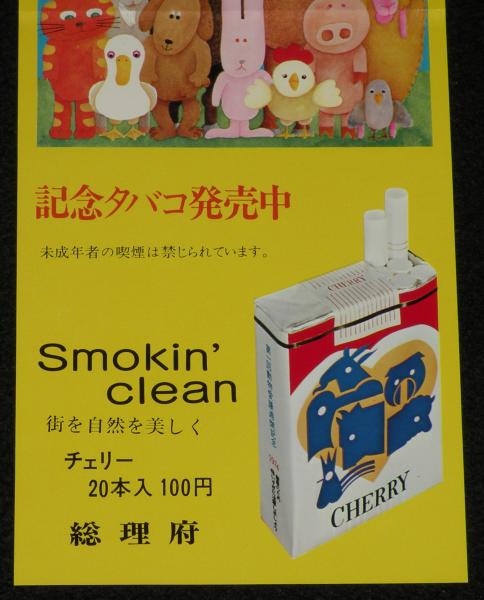 記念タバコ発売中
未成年者の喫煙は禁じられています。
CHERRY
Smokin'
clean
街を自然を美しく
チェリー
20本入100円
総理府
1974
CHERRY